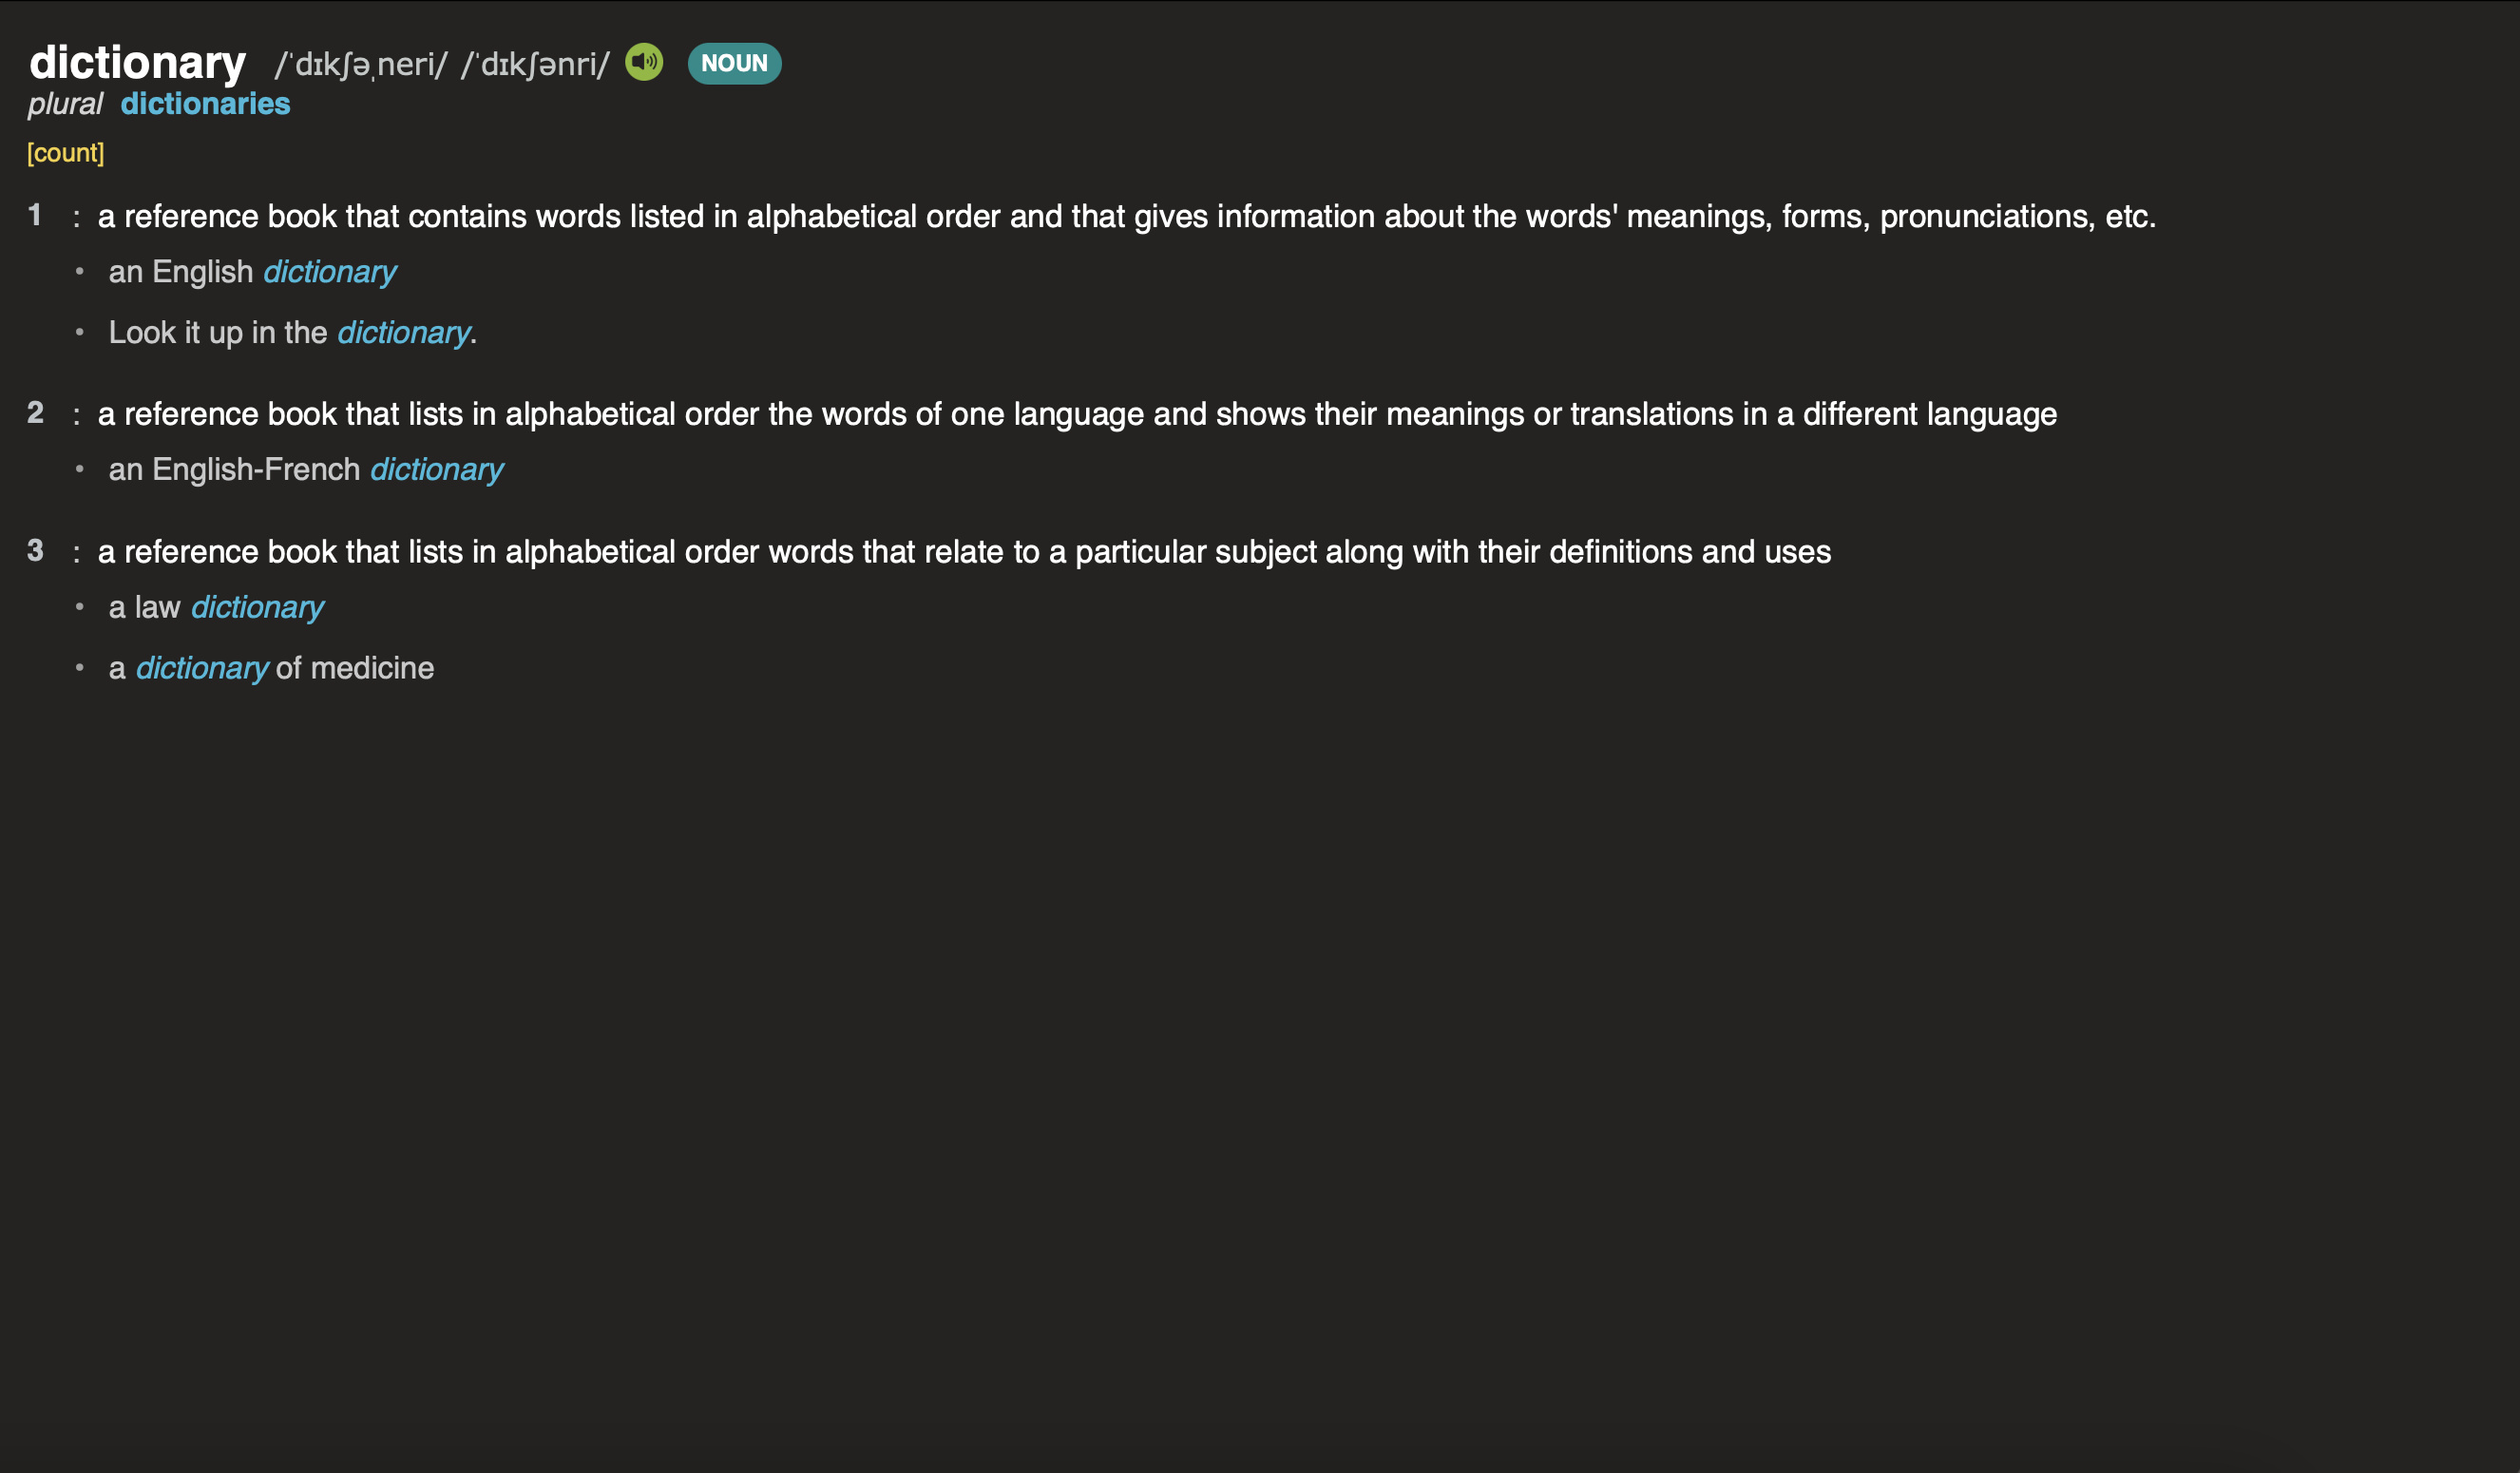 dictionary /ˈdɪkʃəˌneri/ /ˈdɪkʃənri/ NOUN
plural dictionaries
[count]
1 : a reference book that contains words listed in alphabetical order and that gives information about the words' meanings, forms, pronunciations, etc.
• an English dictionary
• Look it up in the dictionary.
2 : a reference book that lists in alphabetical order the words of one language and shows their meanings or translations in a different language
• an English-French dictionary
3 : a reference book that lists in alphabetical order words that relate to a particular subject along with their definitions and uses
• a law dictionary
• a dictionary of medicine